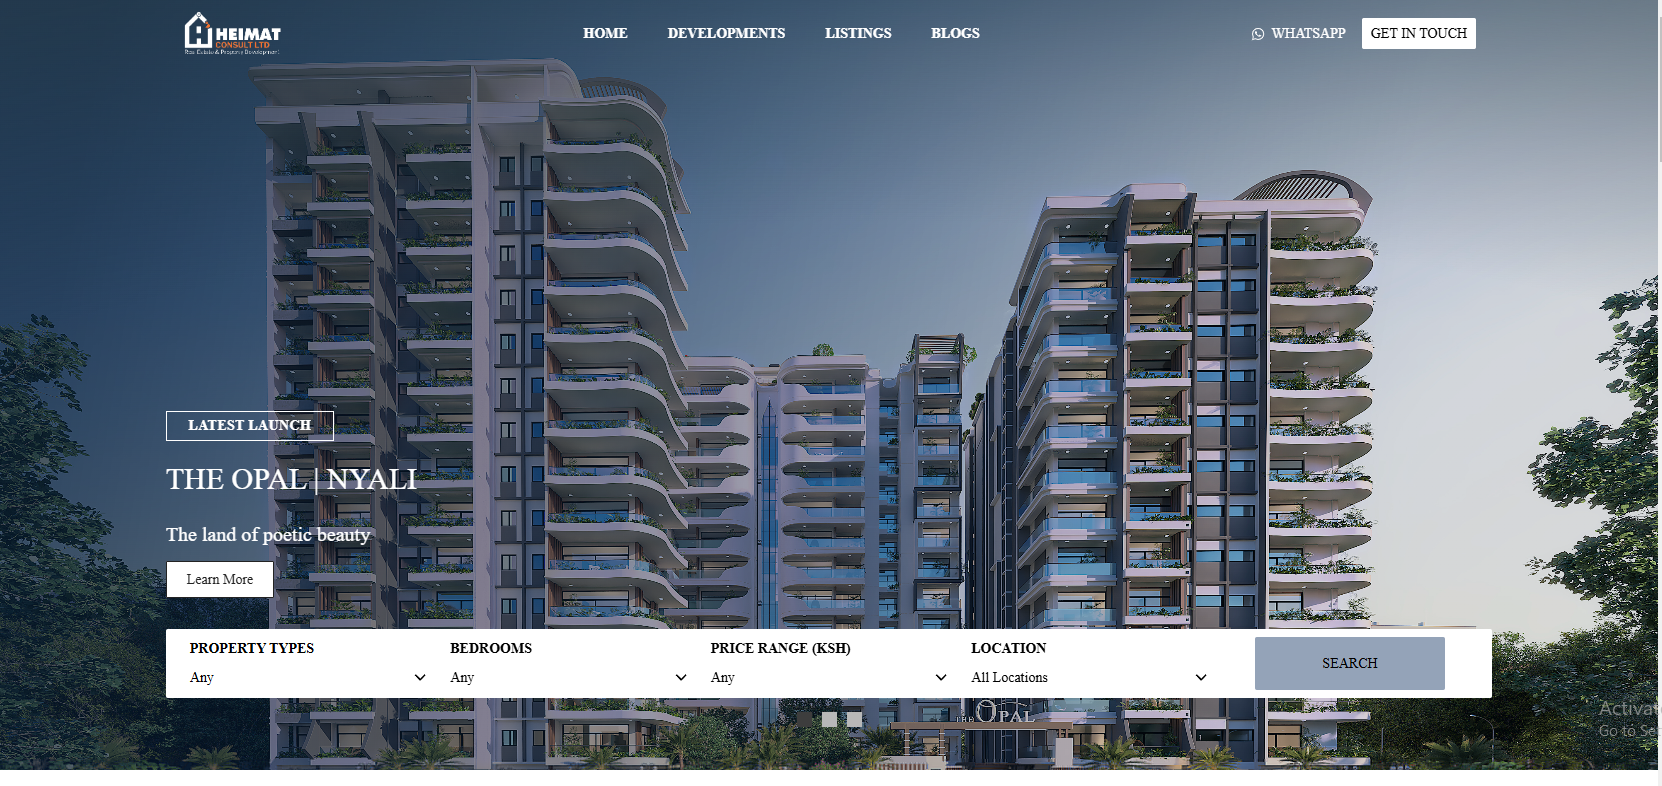 HEIMAT
CONSULT LTD
Real Estate & Property Development
HOME
DEVELOPMENTS
LISTINGS
BLOGS
WHATSAPP
GET IN TOUCH
LATEST LAUNCH
THE OPAL | NYALI
The land of poetic beauty
Learn More
PROPERTY TYPES
Any
BEDROOMS
Any
PRICE RANGE (KSH)
Any
LOCATION
All Locations
SEARCH
THE OPAL
Activat
Go to Se